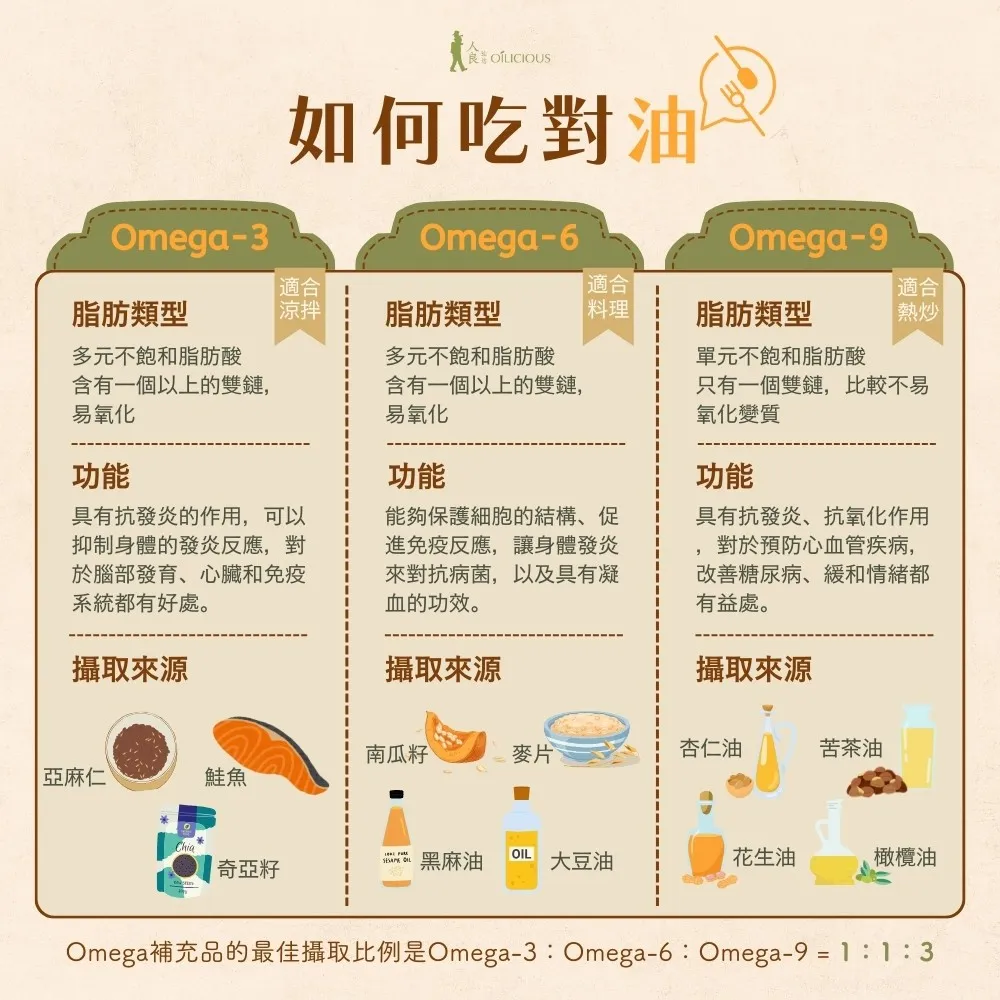 人良 OILICIOUS
如何吃對油
Omega-3
適合
涼拌
脂肪類型
多元不飽和脂肪酸
含有一個以上的雙鏈,
易氧化
功能
具有抗發炎的作用，可以
抑制身體的發炎反應，對
於腦部發育、心臟和免疫
系統都有好處。
攝取來源
亞麻仁
鮭魚
Chia
奇亞籽
Omega-6
適合
料理
脂肪類型
多元不飽和脂肪酸
含有一個以上的雙鏈,
易氧化
功能
能夠保護細胞的結構、促
進免疫反應，讓身體發炎
來對抗病菌，以及具有凝
血的功效。
攝取來源
南瓜籽
麥片
100% PURE
SESAME OIL
黑麻油
OIL
大豆油
Omega-9
適合
熱炒
脂肪類型
單元不飽和脂肪酸
只有一個雙鏈，比較不易
氧化變質
功能
具有抗發炎、抗氧化作用
，對於預防心血管疾病，
改善糖尿病、緩和情緒都
有益處。
攝取來源
杏仁油
苦茶油
花生油
橄欖油
Omega補充品的最佳攝取比例是Omega-3：Omega-6：Omega-9 = 1：1：3